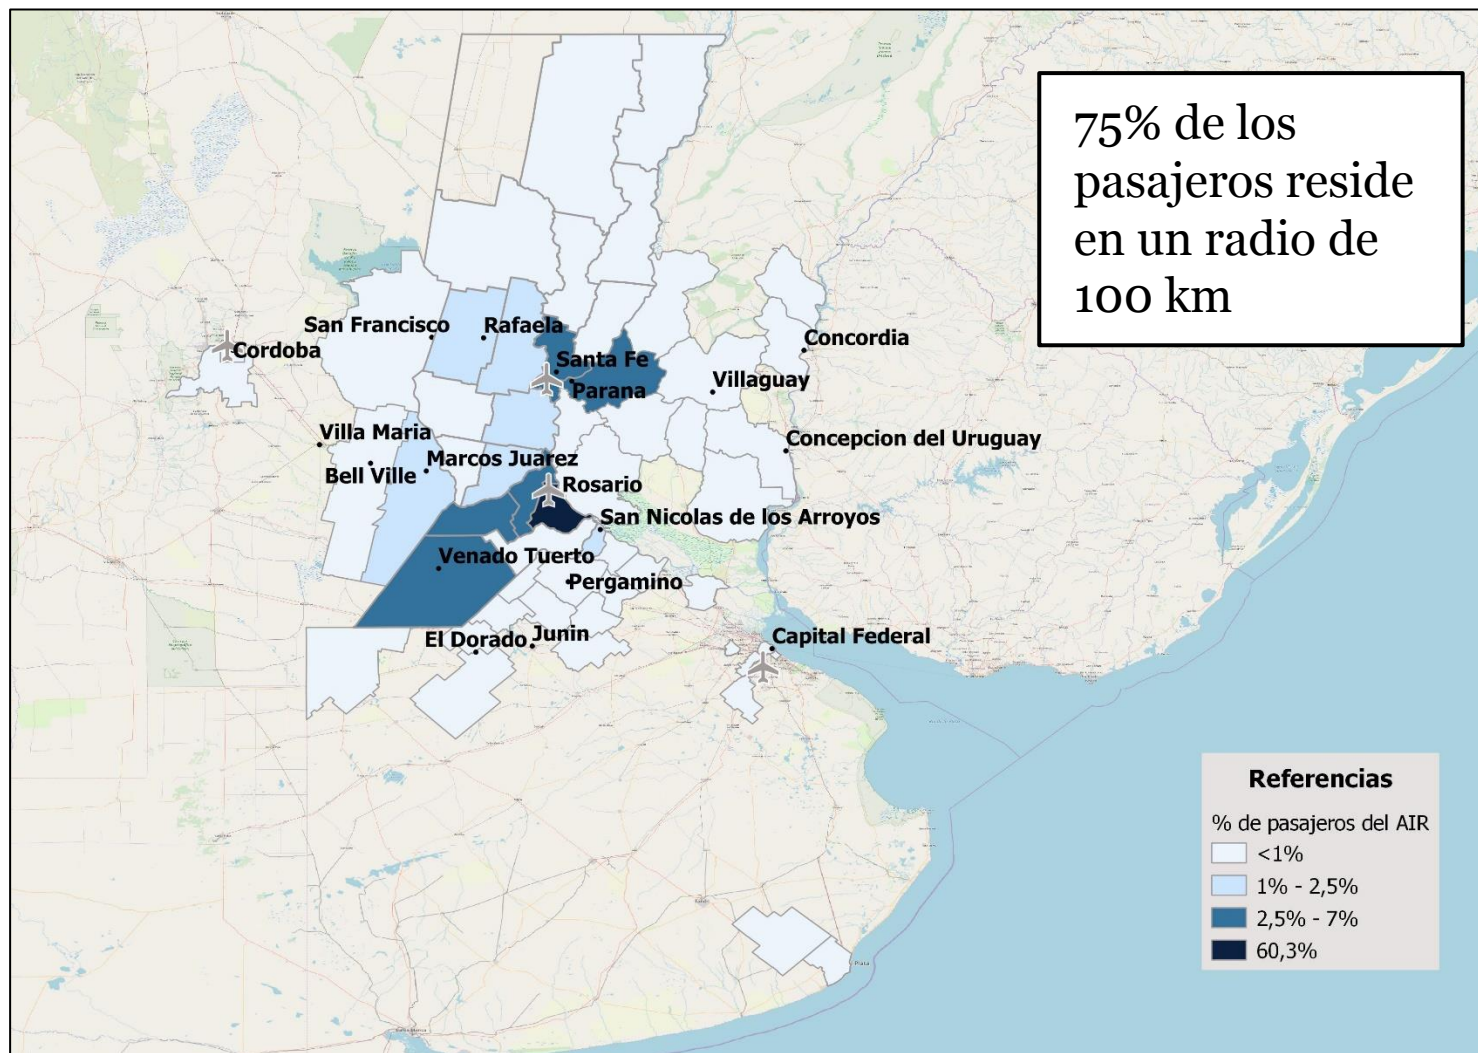 75% de los
pasajeros reside
en un radio de
100 km
San Francisco
Rafaela
Cordoba
Santa Fe
Parana
Concordia
Villaguay
Villa Maria
Bell Ville
Marcos Juarez
Concepcion del Uruguay
Rosario
San Nicolas de los Arroyos
Venado Tuerto
Pergamino
El Dorado
Junin
Capital Federal
Referencias
% de pasajeros del AIR
<1%
1% - 2,5%
2,5% - 7%
60,3%